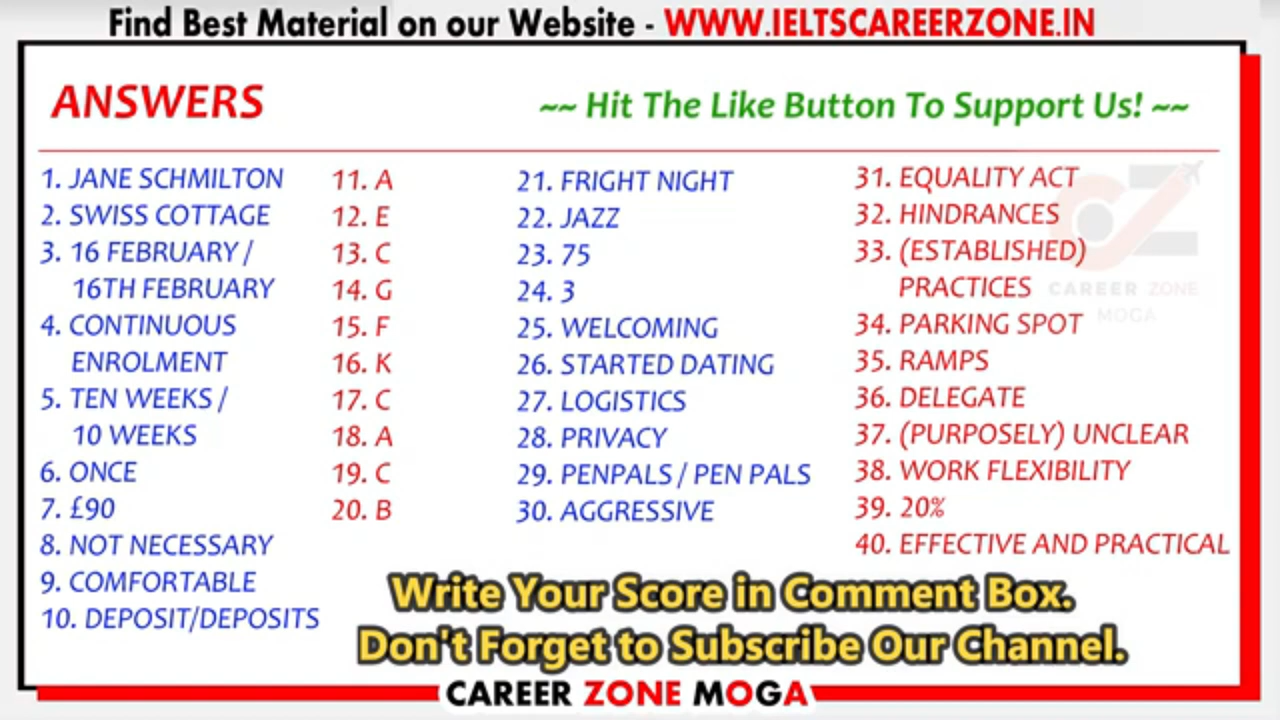 Find Best Material on our Website - WWW.IELTSCAREERZONE.IN
ANSWERS
~~ Hit The Like Button To Support Us! ~~
1. JANE SCHMILTON
2. SWISS COTTAGE
3. 16 FEBRUARY /
16TH FEBRUARY
4. CONTINUOUS
ENROLMENT
5. TEN WEEKS /
10 WEEKS
6. ONCE
7. £90
8. NOT NECESSARY
9. COMFORTABLE
10. DEPOSIT/DEPOSITS
11. A
12. E
13. C
14. G
15. F
16. K
17. C
18. A
19. C
20. B
21. FRIGHT NIGHT
22. JAZZ
23. 75
24. 3
25. WELCOMING
26. STARTED DATING
27. LOGISTICS
28. PRIVACY
29. PENPALS / PEN PALS
30. AGGRESSIVE
31. EQUALITY ACT
32. HINDRANCES
33. (ESTABLISHED)
PRACTICES
34. PARKING SPOT
35. RAMPS
36. DELEGATE
37. (PURPOSELY) UNCLEAR
38. WORK FLEXIBILITY
39. 20%
40. EFFECTIVE AND PRACTICAL
CAREER ZONE
MOGA
Write Your Score in Comment Box.
Don't Forget to Subscribe Our Channel.
CAREER ZONE MOGA